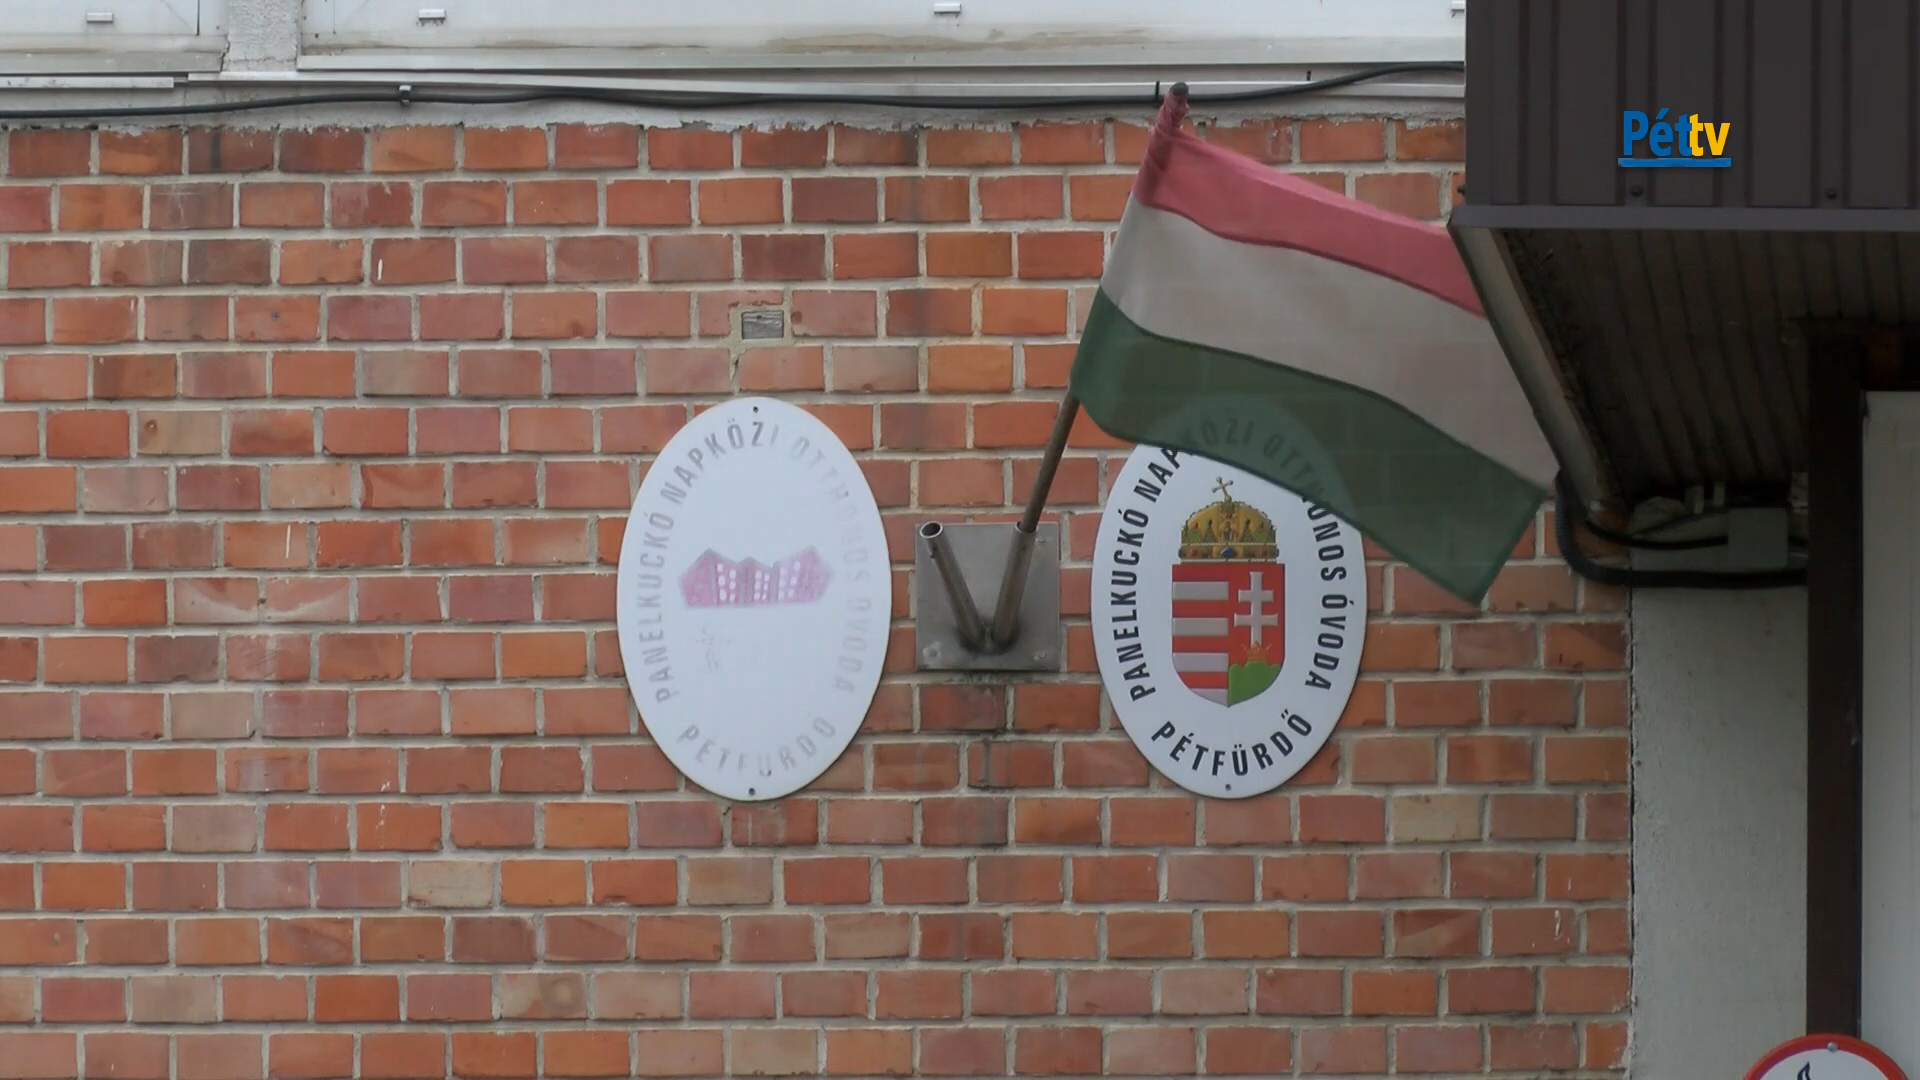 Péttv
PANELKUCKÓ NAPKÖZI OTTHONOS ÓVODA
PÉTFÜRDŐ
PANELKUCKÓ NAPKÖZI OTTHONOS ÓVODA
PÉTFÜRDŐ